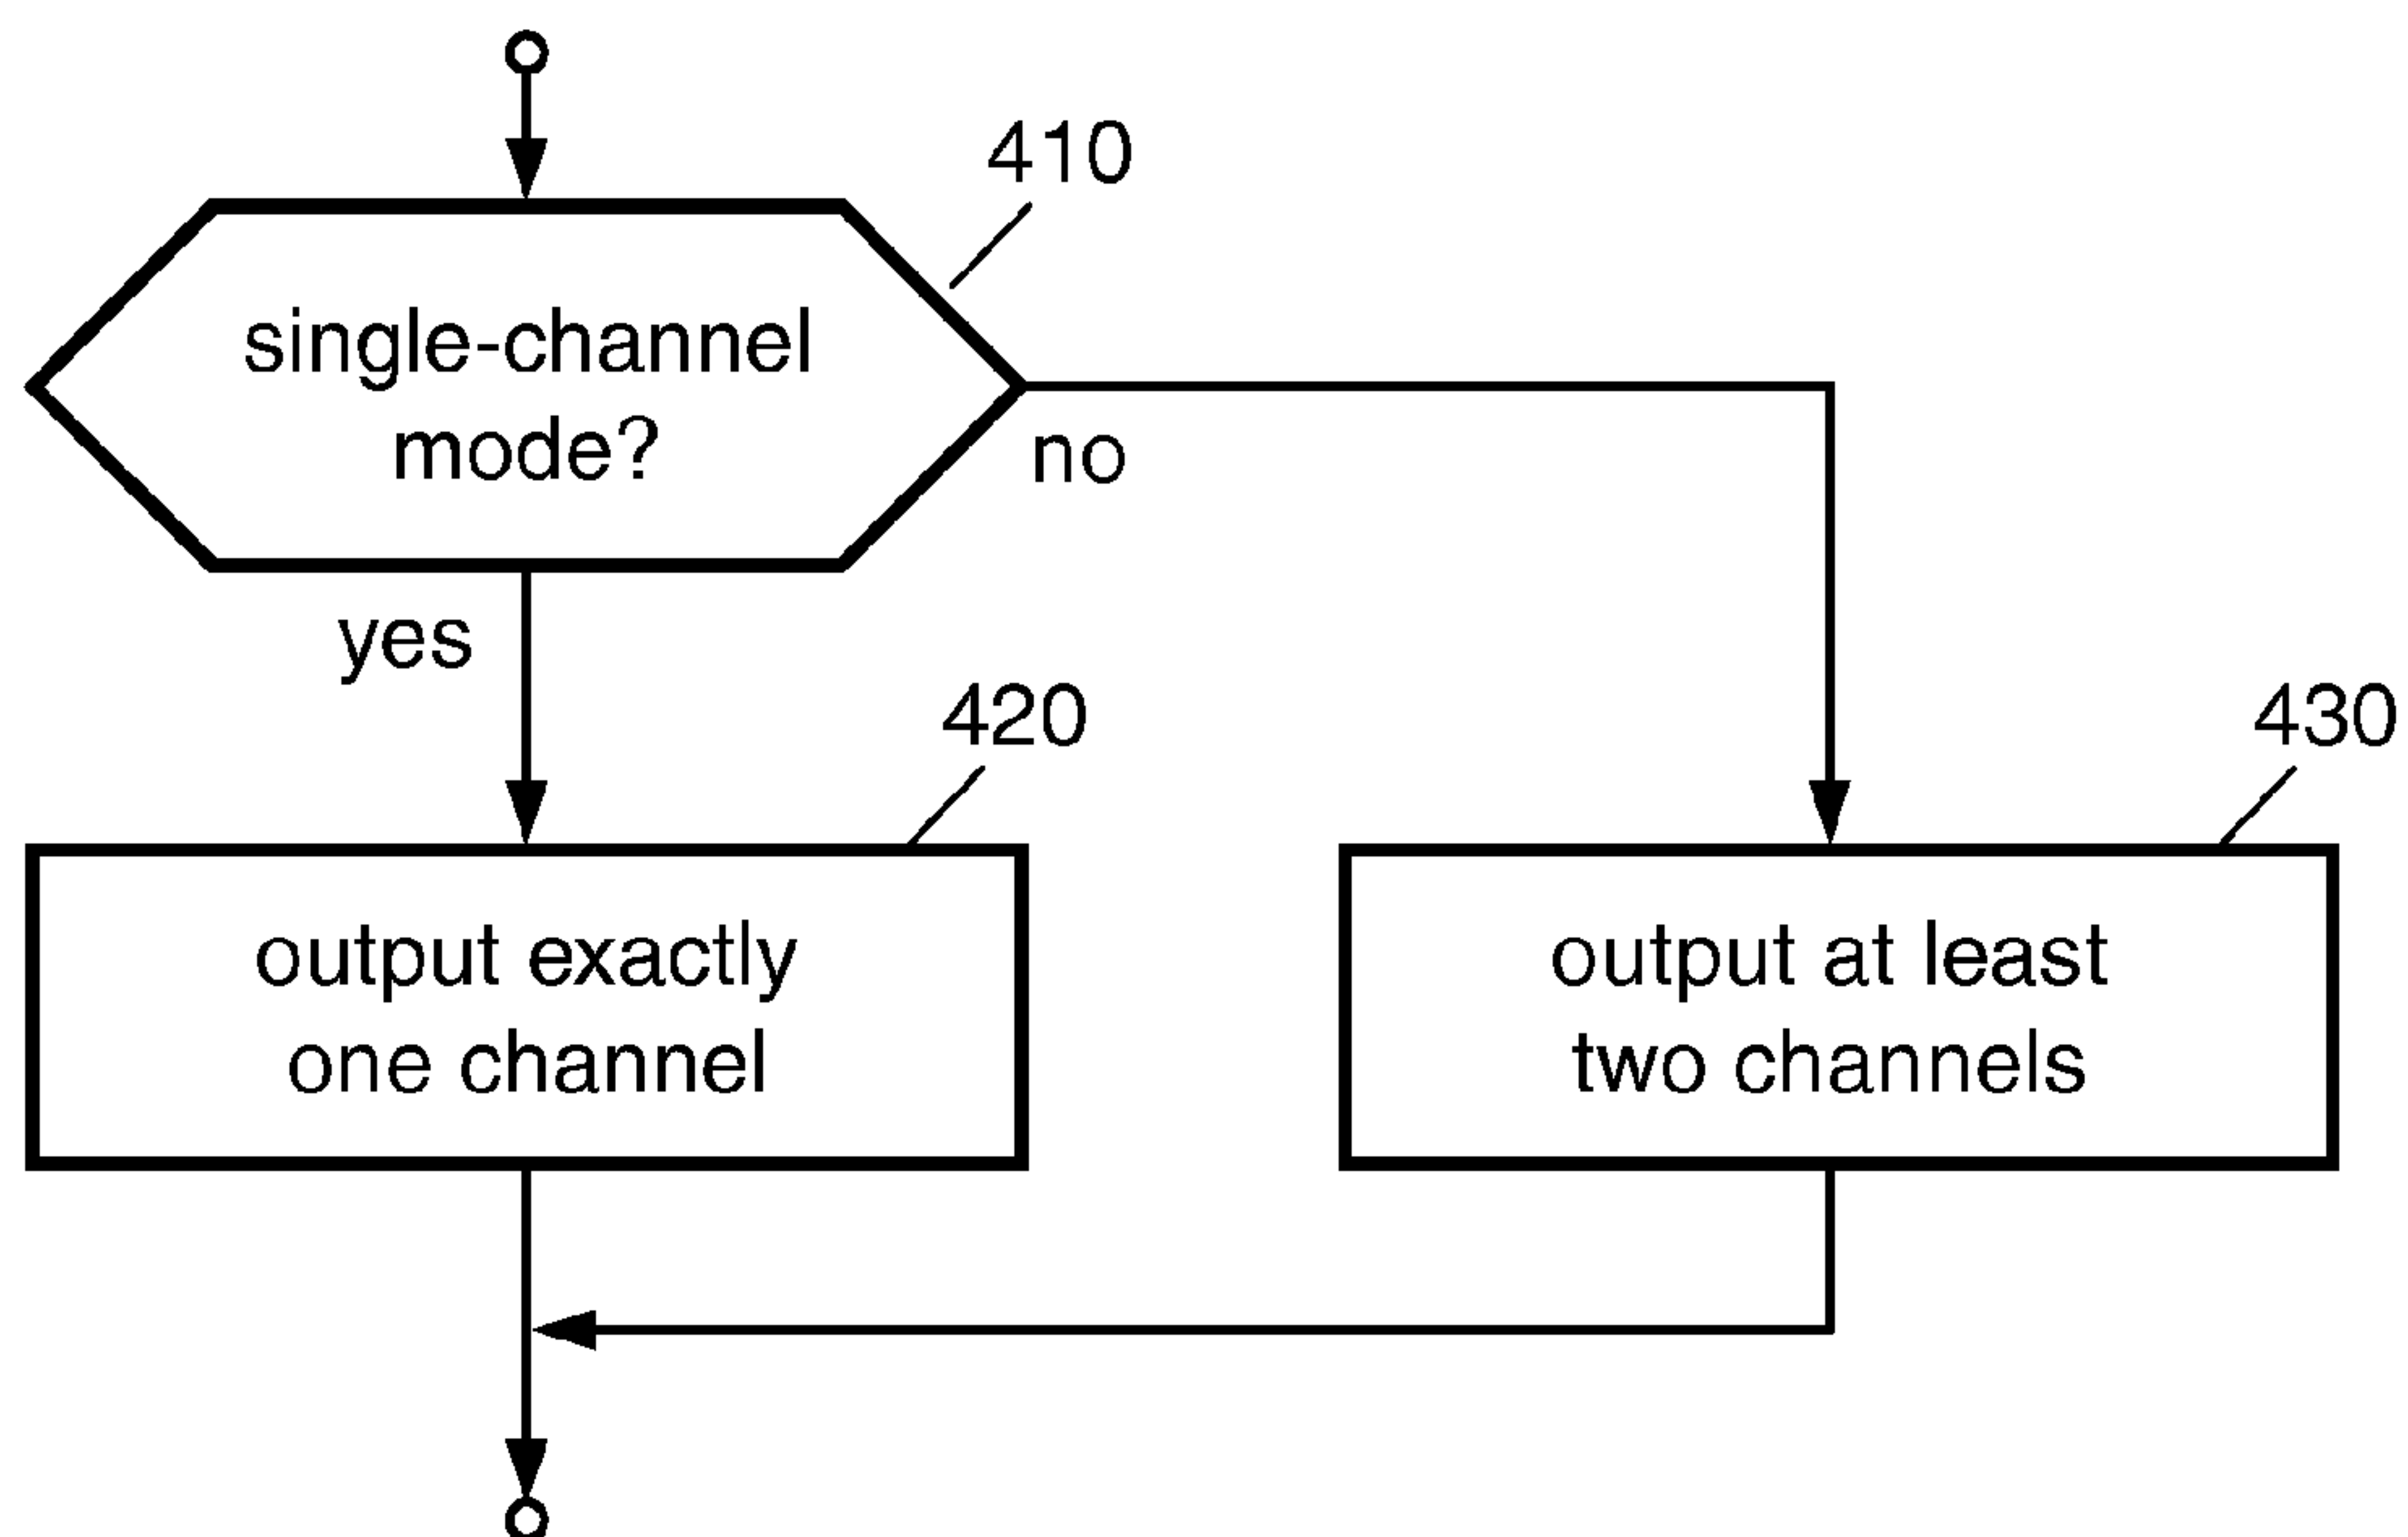 410
single-channel
mode?
no
yes
420
430
output exactly
one channel
output at least
two channels